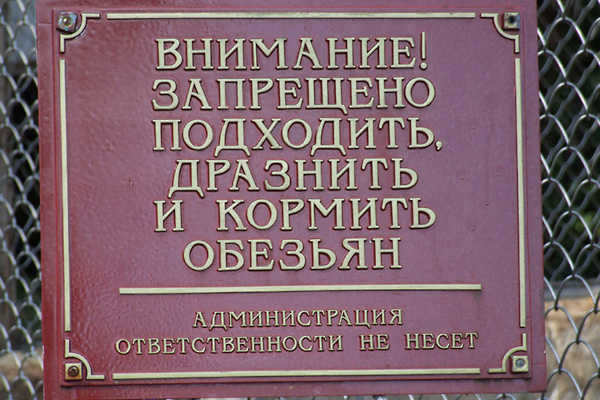 ВНИМАНИЕ!
ЗАПРЕЩЕНО
ПОДХОДИТЬ,
ДРАЗНИТЬ
И КОРМИТЬ
ОБЕЗЬЯН
АДМИНИСТРАЦИЯ
ОТВЕТСТВЕННОСТИ НЕ НЕСЕТ